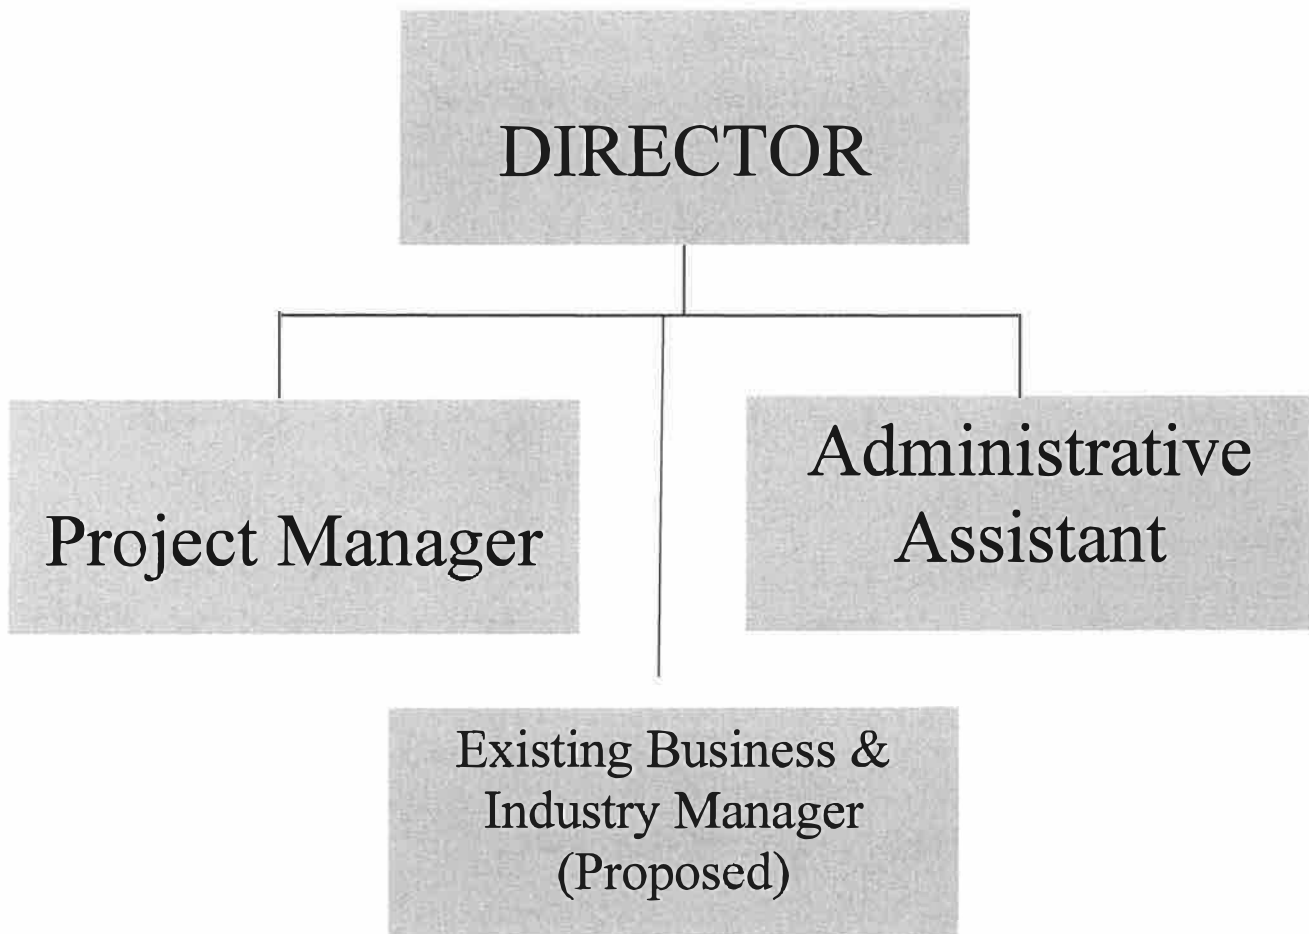 DIRECTOR
Project Manager
Administrative
Assistant
Existing Business &
Industry Manager
(Proposed)